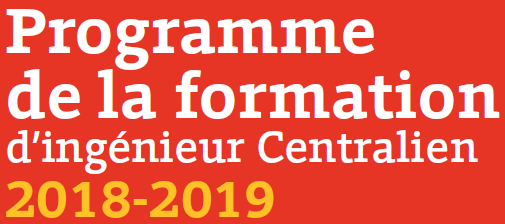 Programme
de la formation
d'ingénieur Centralien
2018-2019